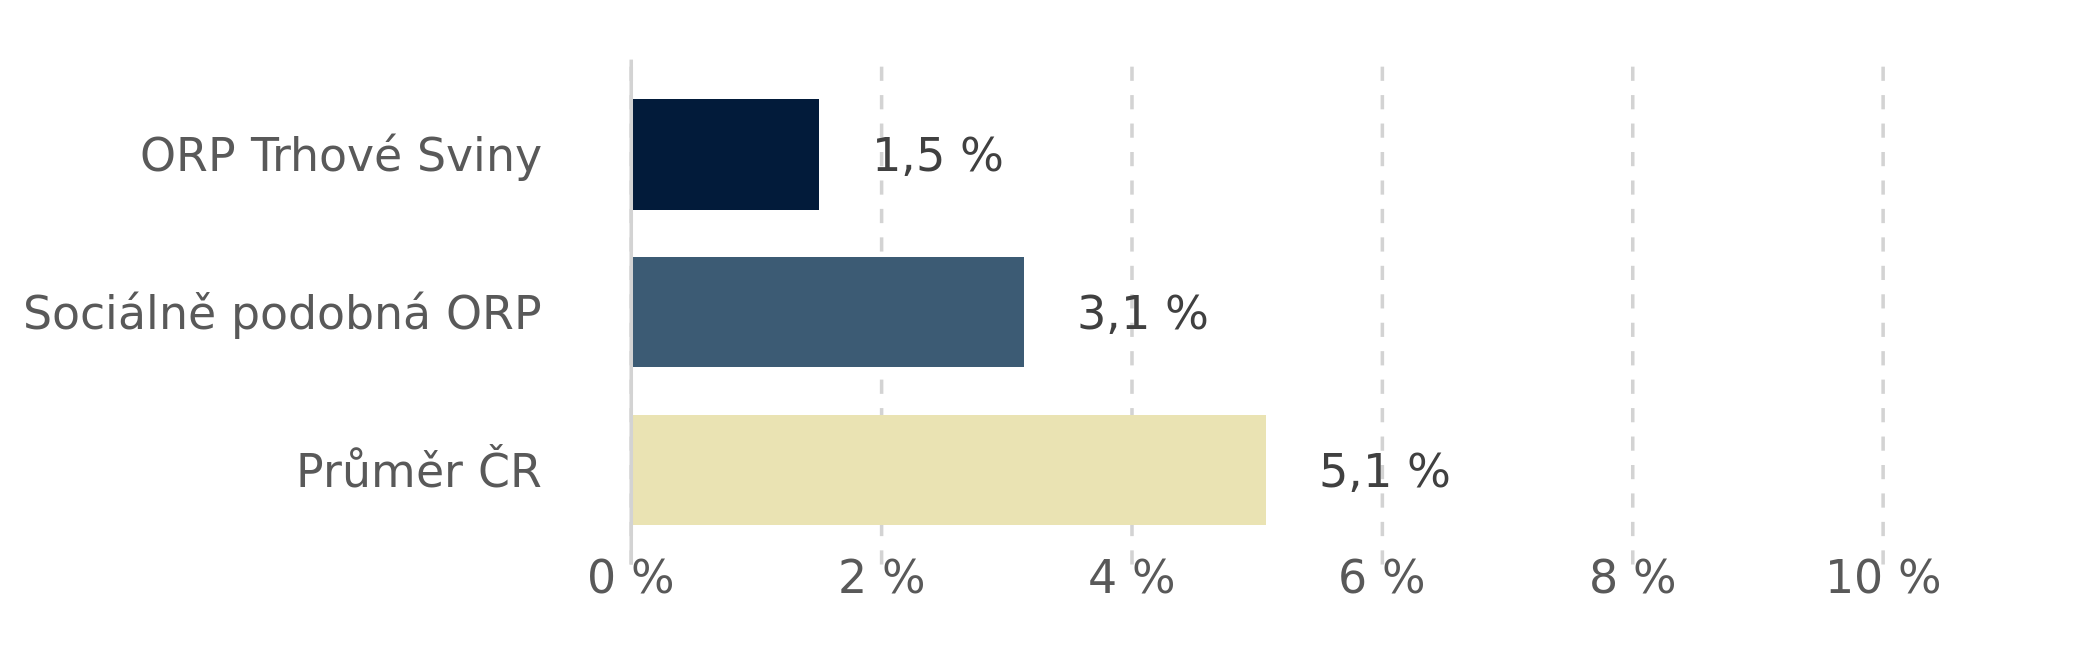 ORP Trhové Sviny 1,5 %
Sociálně podobná ORP 3,1 %
Průměr ČR 5,1 %
0 % 2 % 4 % 6 % 8 % 10 %